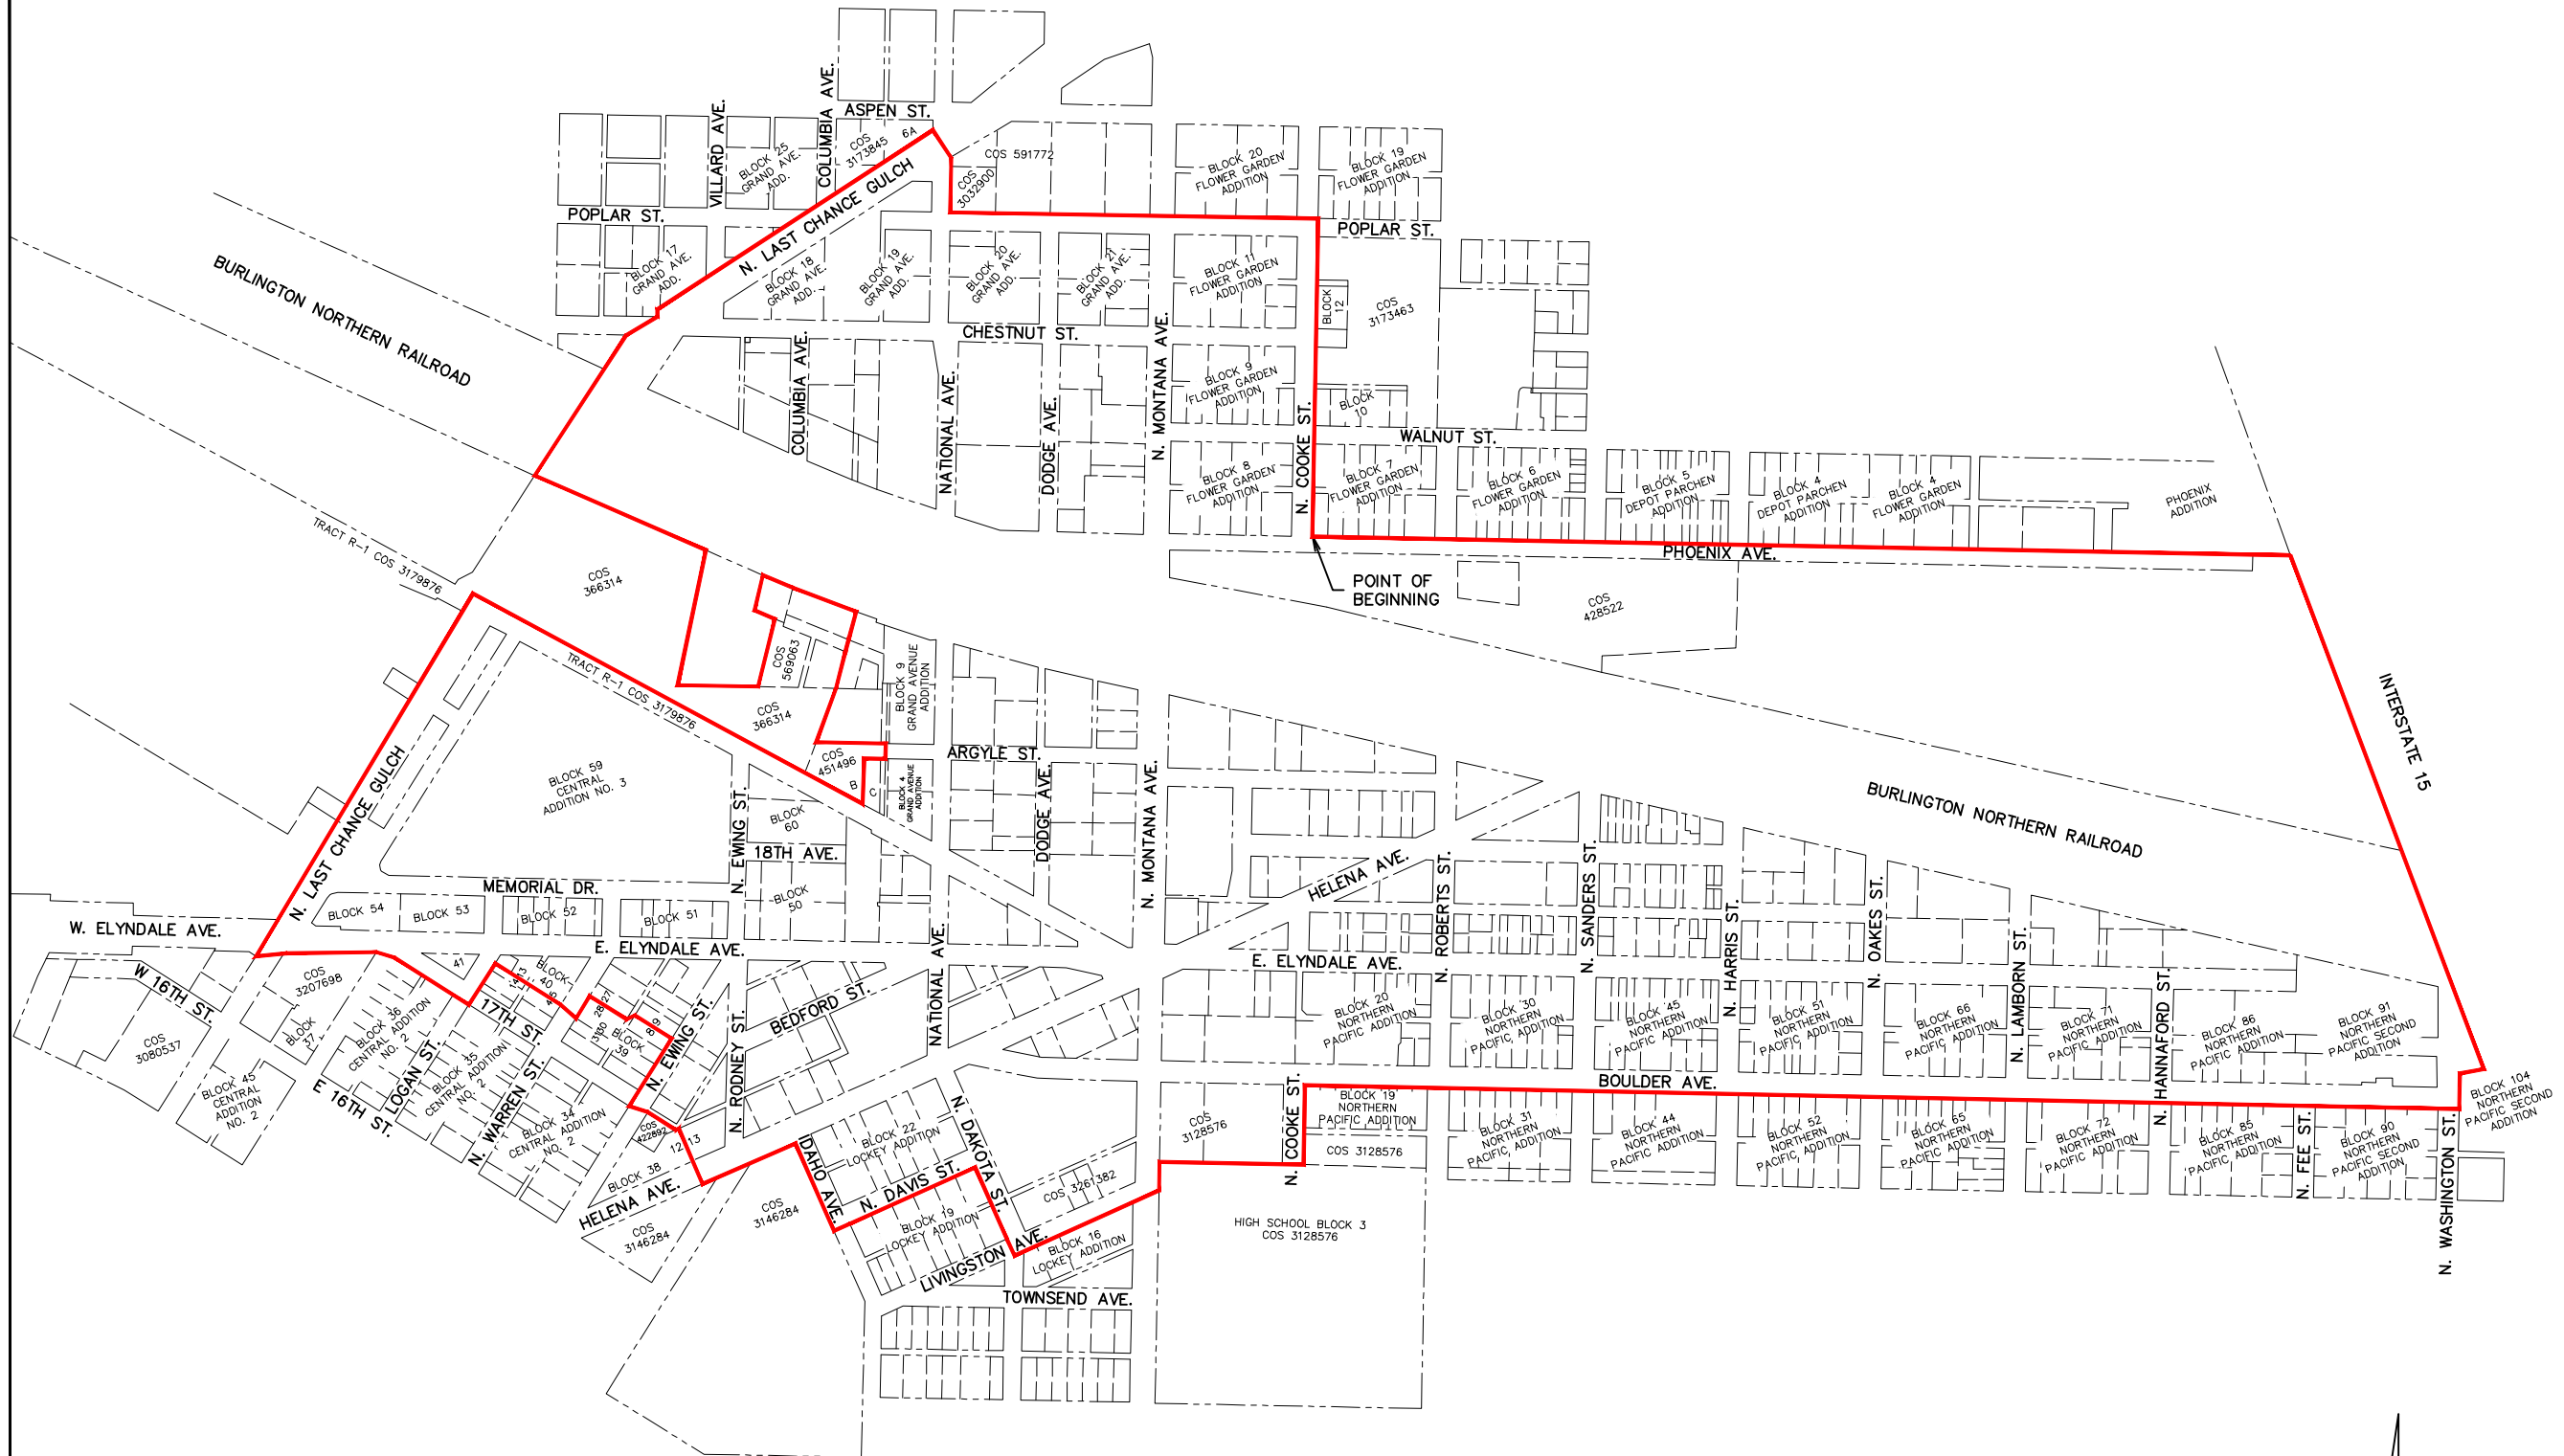 ASPEN ST.
VILLARD AVE.
COLUMBIA AVE.
BLOCK 25
GRAND AVE.
ADD.
COS
3173845
6A
N. LAST CHANCE GULCH
COS 591772
COS
3032900
BLOCK 20
FLOWER GARDEN
ADDITION
BLOCK 19
FLOWER GARDEN
ADDITION
POPLAR ST.
POPLAR ST.
BURLINGTON NORTHERN RAILROAD
BLOCK 17
GRAND AVE.
ADD.
BLOCK 18
GRAND AVE.
ADD.
BLOCK 19
GRAND AVE.
ADD.
BLOCK 20
GRAND AVE.
ADD.
BLOCK 21
GRAND AVE.
ADD.
BLOCK 11
FLOWER GARDEN
ADDITION
BLOCK
12
COS
3173463
CHESTNUT ST.
COLUMBIA AVE.
NATIONAL AVE.
DODGE AVE.
N. MONTANA AVE.
BLOCK 9
FLOWER GARDEN
ADDITION
N. COOKE ST.
BLOCK
10
WALNUT ST.
BLOCK 8
FLOWER GARDEN
ADDITION
BLOCK 7
FLOWER GARDEN
ADDITION
BLOCK 6
FLOWER GARDEN
ADDITION
BLOCK 5
DEPOT PARCHEN
ADDITION
BLOCK 4
DEPOT PARCHEN
ADDITION
BLOCK 4
FLOWER GARDEN
ADDITION
PHOENIX
ADDITION
PHOENIX AVE.
POINT OF
BEGINNING
COS
428522
TRACT R-1 COS 3179876
COS
366314
COS
569063
BLOCK 9
GRAND AVENUE
ADDITION
TRACT R-1 COS 3179876
COS
366314
COS
451496
B
C
BLOCK 4
GRAND AVENUE
ADDITION
ARGYLE ST.
DODGE AVE.
N. MONTANA AVE.
INTERSTATE 15
BURLINGTON NORTHERN RAILROAD
N. LAST CHANCE GULCH
BLOCK 59
CENTRAL
ADDITION NO. 3
N. EWING ST.
BLOCK
60
18TH AVE.
BLOCK
50
MEMORIAL DR.
BLOCK 54
BLOCK 53
BLOCK 52
BLOCK 51
W. ELYNDALE AVE.
E. ELYNDALE AVE.
HELENA AVE.
N. ROBERTS ST.
N. SANDERS ST.
N. HARRIS ST.
N. OAKES ST.
N. LAMBORN ST.
N. HANNAFORD ST.
E. ELYNDALE AVE.
NATIONAL AVE.
W 16TH ST.
COS
3080537
COS
3207698
BLOCK
37
BLOCK 45
CENTRAL
ADDITION
NO. 2
BLOCK 36
CENTRAL ADDITION
NO. 2
E 16TH ST.
LOGAN ST.
BLOCK 35
CENTRAL ADDITION
NO. 2
N. WARREN ST.
BLOCK 34
CENTRAL ADDITION
NO. 2
41
17TH ST.
BLOCK
40
BLOCK
39
N. EWING ST.
N. RODNEY ST.
BEDFORD ST.
COS
422892
12
13
BLOCK 38
HELENA AVE.
COS
3146284
COS
3146284
IDAHO AVE.
BLOCK 22
LOCKEY ADDITION
N. DAVIS ST.
N. DAKOTA ST.
BLOCK 19
LOCKEY ADDITION
LIVINGSTON AVE.
COS 3261382
BLOCK 16
LOCKEY ADDITION
TOWNSEND AVE.
BLOCK 20
NORTHERN
PACIFIC ADDITION
BLOCK 30
NORTHERN
PACIFIC ADDITION
BLOCK 45
NORTHERN
PACIFIC ADDITION
BLOCK 51
NORTHERN
PACIFIC ADDITION
BLOCK 66
NORTHERN
PACIFIC ADDITION
BLOCK 71
NORTHERN
PACIFIC ADDITION
BLOCK 86
NORTHERN
PACIFIC ADDITION
BLOCK 91
NORTHERN
PACIFIC SECOND
ADDITION
BOULDER AVE.
N. COOKE ST.
COS
3128576
BLOCK 19
NORTHERN
PACIFIC ADDITION
COS 3128576
BLOCK 31
NORTHERN
PACIFIC ADDITION
BLOCK 44
NORTHERN
PACIFIC ADDITION
BLOCK 52
NORTHERN
PACIFIC ADDITION
BLOCK 65
NORTHERN
PACIFIC ADDITION
BLOCK 72
NORTHERN
PACIFIC ADDITION
BLOCK 85
NORTHERN
PACIFIC ADDITION
N. FEE ST.
BLOCK 90
NORTHERN
PACIFIC SECOND
ADDITION
N. WASHINGTON ST.
BLOCK 104
NORTHERN
PACIFIC SECOND
ADDITION
HIGH SCHOOL BLOCK 3
COS 3128576